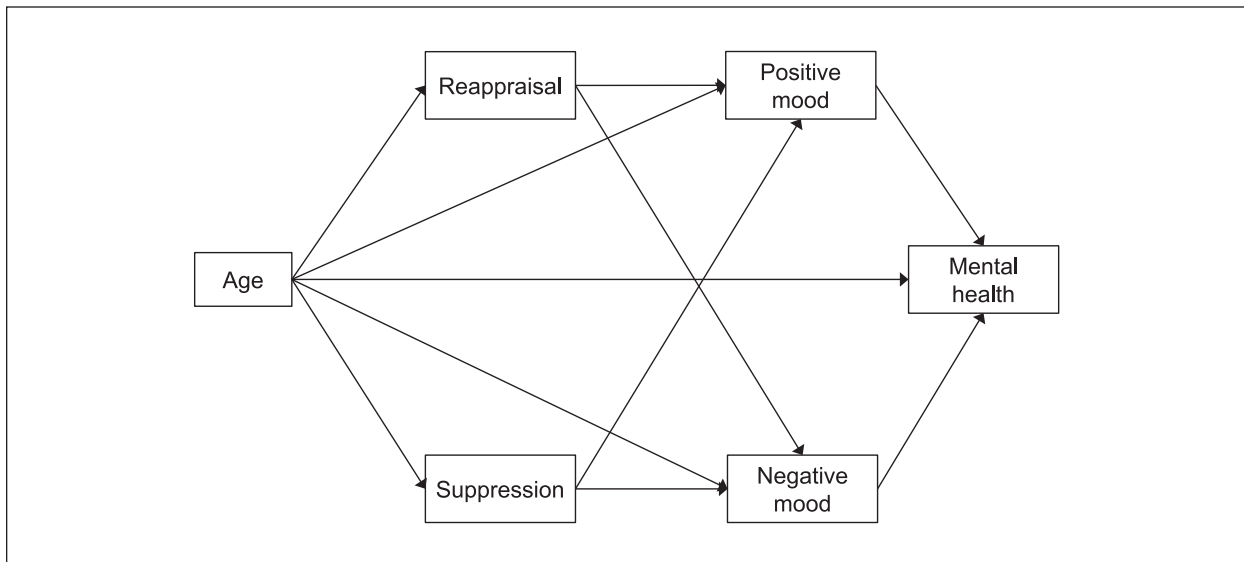 Reappraisal
Positive
mood
Age
Mental
health
Suppression
Negative
mood